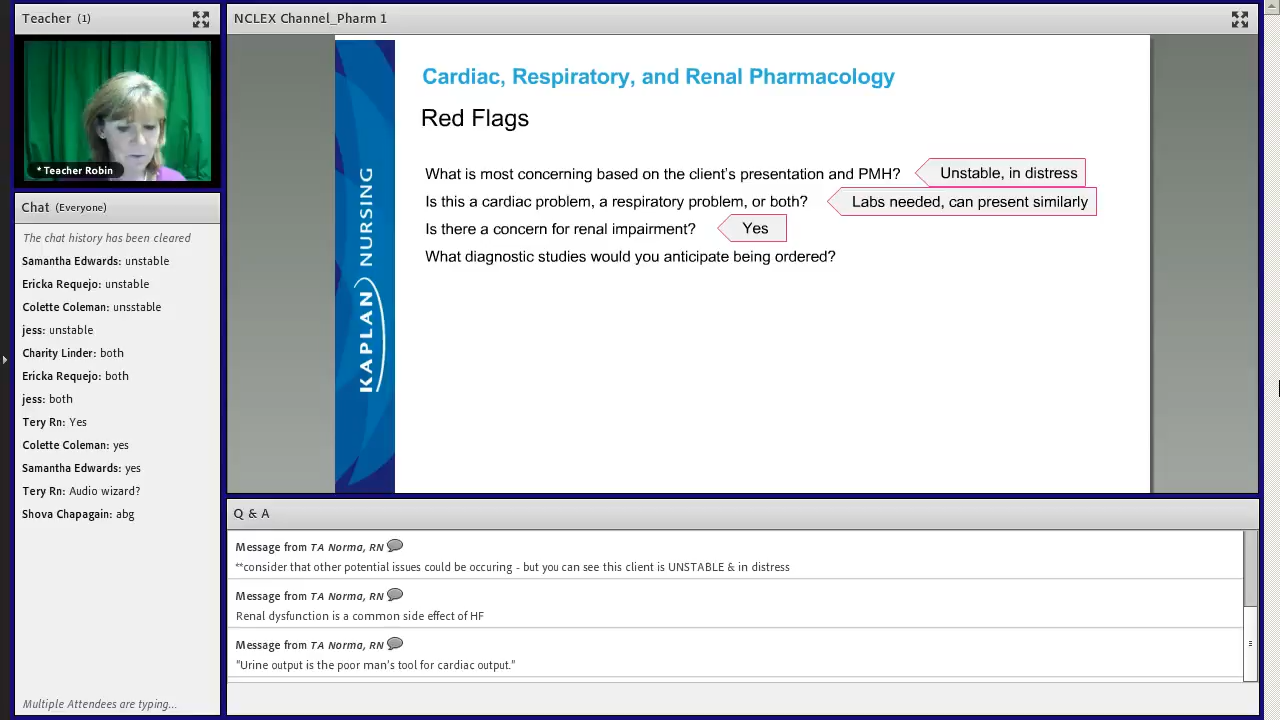 Teacher (1)
* Teacher Robin
Chat (Everyone)
The chat history has been cleared
Samantha Edwards: unstable
Ericka Requejo: unstable
Colette Coleman: unsstable
jess: unstable
Charity Linder: both
Ericka Requejo: both
jess: both
Tery Rn: Yes
Colette Coleman: yes
Samantha Edwards: yes
Tery Rn: Audio wizard?
Shova Chapagain: abg
Multiple Attendees are typing...
NCLEX Channel_Pharm 1
KAPLAN NURSING
Cardiac, Respiratory, and Renal Pharmacology
Red Flags
What is most concerning based on the client's presentation and PMH? Unstable, in distress
Is this a cardiac problem, a respiratory problem, or both? Labs needed, can present similarly
Is there a concern for renal impairment? Yes
What diagnostic studies would you anticipate being ordered?
Q & A
Message from TA Norma, RN
**consider that other potential issues could be occuring - but you can see this client is UNSTABLE & in distress
Message from TA Norma, RN
Renal dysfunction is a common side effect of HF
Message from TA Norma, RN
"Urine output is the poor man's tool for cardiac output."